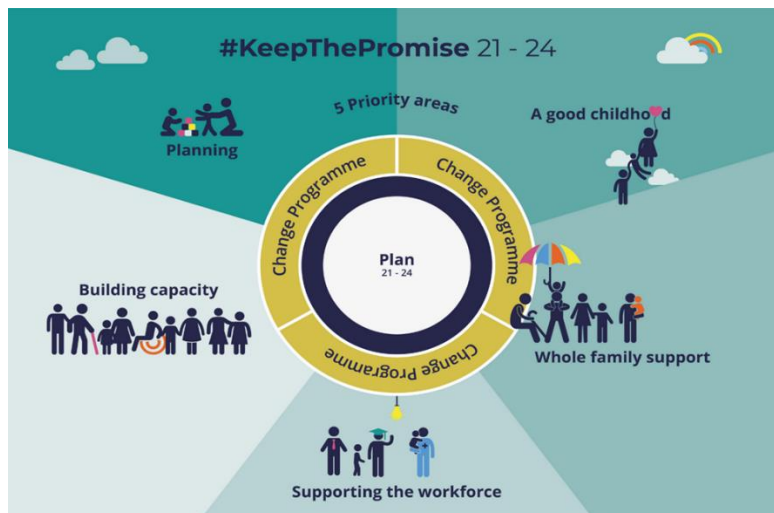 #KeepThePromise 21 - 24
5 Priority areas
Planning
A good childhood
Change Programme
Change Programme
Plan
21 - 24
Building capacity
Whole family support
Change Programme
Supporting the workforce